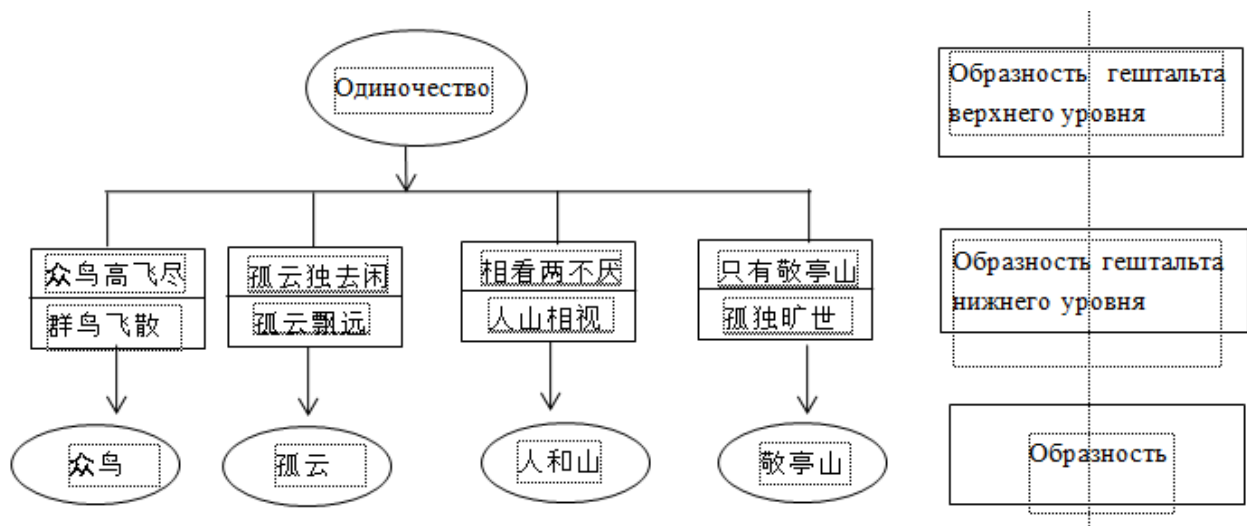 Одиночество
Образность гештальта
верхнего уровня
众鸟高飞尽
群鸟飞散
孤云独去闲
孤云飘远
相看两不厌
人山相视
只有敬亭山
孤独旷世
Образность гештальта
нижнего уровня
众鸟
孤云
人和山
敬亭山
Образность